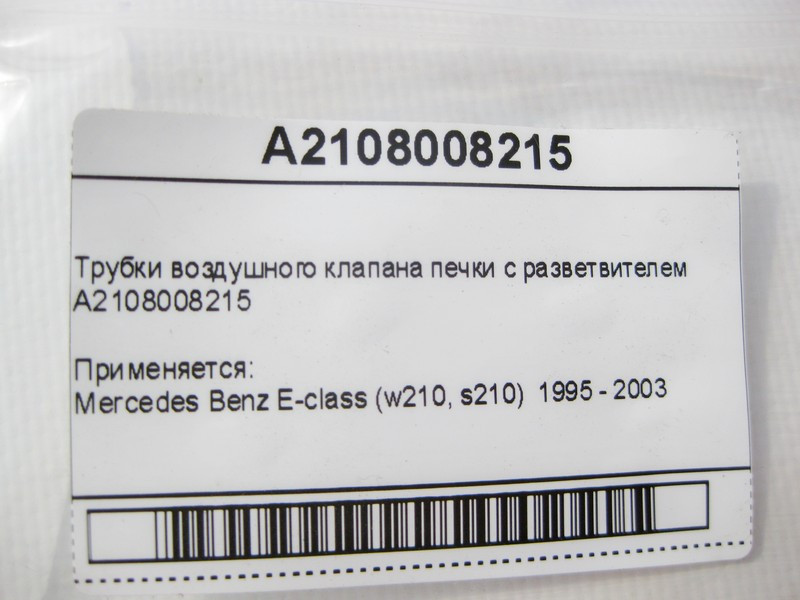 A2108008215
Трубки воздушного клапана печки с разветвителем
A2108008215
Применяется:
Mercedes Benz E-class (w210, s210) 1995 - 2003